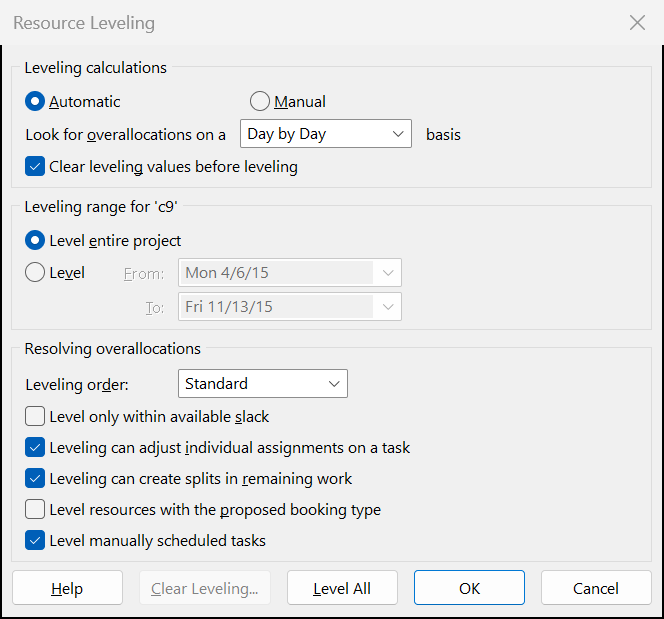 Resource Leveling
Leveling calculations
Automatic Manual
Look for overallocations on a Day by Day basis
Clear leveling values before leveling
Leveling range for 'c9'
Level entire project
Level From: Mon 4/6/15
To: Fri 11/13/15
Resolving overallocations
Leveling order: Standard
Level only within available slack
Leveling can adjust individual assignments on a task
Leveling can create splits in remaining work
Level resources with the proposed booking type
Level manually scheduled tasks
Help Clear Leveling... Level All OK Cancel